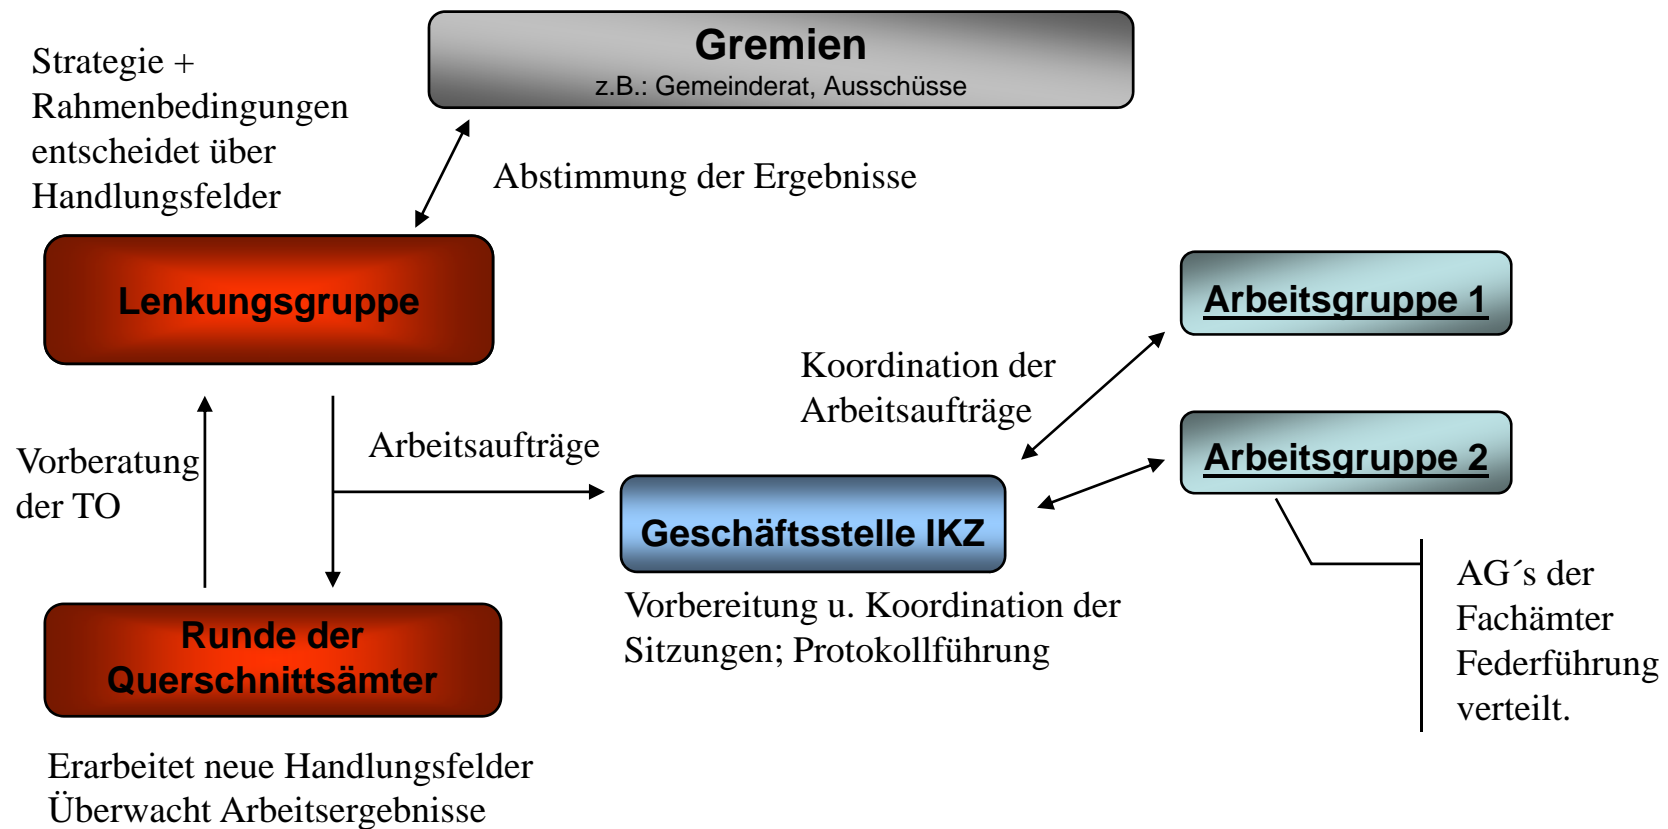 Gremien
z.B.: Gemeinderat, Ausschüsse
Strategie +
Rahmenbedingungen
entscheidet über
Handlungsfelder
Abstimmung der Ergebnisse
Lenkungsgruppe
Arbeitsgruppe 1
Koordination der
Arbeitsaufträge
Arbeitsgruppe 2
Arbeitsaufträge
Vorberatung
der TO
Geschäftsstelle IKZ
Vorbereitung u. Koordination der
Sitzungen; Protokollführung
AG´s der
Fachämter
Federführung
verteilt.
Runde der
Querschnittsämter
Erarbeitet neue Handlungsfelder
Überwacht Arbeitsergebnisse